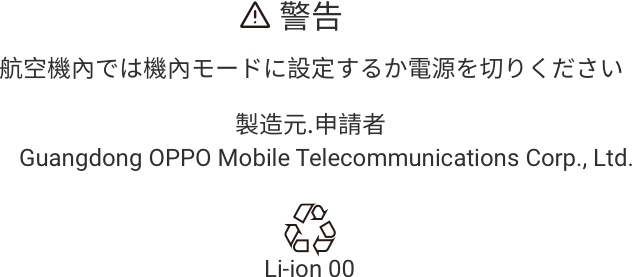 ⚠ 警告
航空機內では機內モードに設定するか電源を切りください
製造元.申請者
Guangdong OPPO Mobile Telecommunications Corp., Ltd.
Li-ion 00